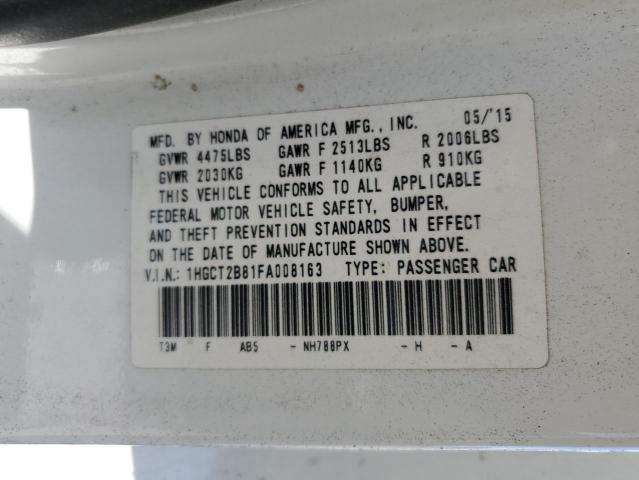 MFD. BY HONDA OF AMERICA MFG., INC. 05/'15
GVWR 4475LBS GAWR F 2513LBS R 2006LBS
GVWR 2030KG GAWR F 1140KG R 910KG
THIS VEHICLE CONFORMS TO ALL APPLICABLE
FEDERAL MOTOR VEHICLE SAFETY, BUMPER,
AND THEFT PREVENTION STANDARDS IN EFFECT
ON THE DATE OF MANUFACTURE SHOWN ABOVE.
V.I.N.: 1HGCT2B81FA008163 TYPE: PASSENGER CAR
T3M F AB5 - NH788PX - H - A